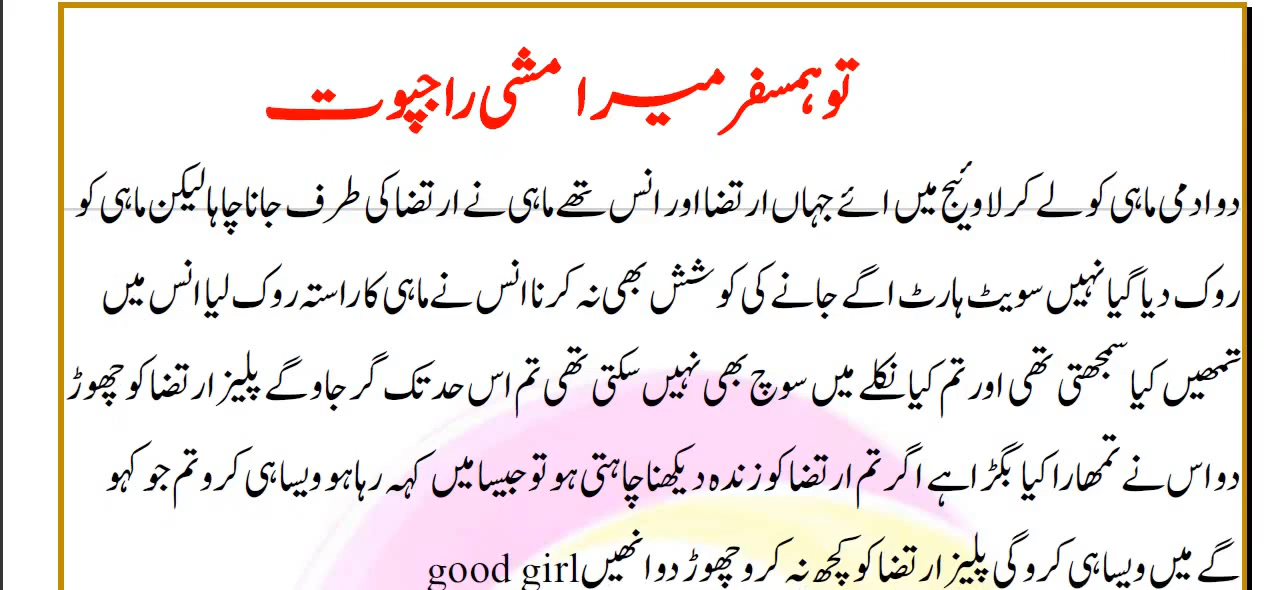 تو ہمسفر میرا مشی راجپوت
دو ادمی ماہی کو لے کر لاویٔنج میں ائے جہاں ارتضا اور انس تھے ماہی نے ارتضا کی طرف جانا چاہا لیکن ماہی کو
روک دیا گیا نہیں سویٹ ہارٹ اگے جانے کی کوشش بھی نہ کرنا انس نے ماہی کا راستہ روک لیا انس میں
تمھیں کیا سمجھتی تھی اور تم کیا نکلے میں سوچ بھی نہیں سکتی تھی تم اس حد تک گر جاوگے پلیز ارتضا کو چھوڑ
دو اس نے تمھارا کیا بگڑا ہے اگر تم ارتضا کو زندہ دیکھنا چاہتی ہو تو جیسا میں کہہ رہا ہو ویسا ہی کرو تم جو کہو
گے میں ویسا ہی کرو گی پلیز ارتضا کو کچھ نہ کرو چھوڑ دو انھیں good girl